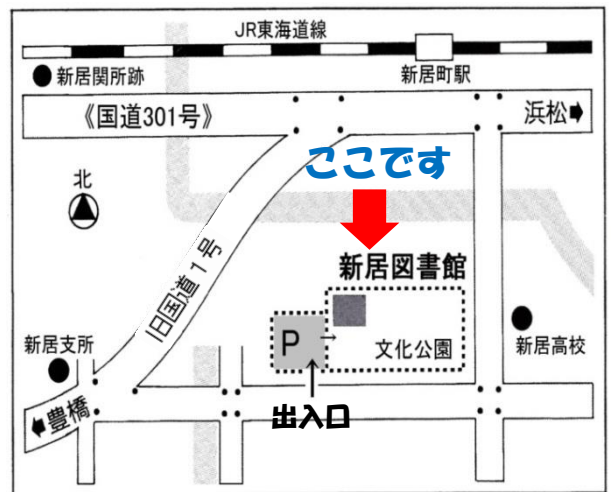 JR東海道線
新居関所跡
新居町駅
《国道301号》
浜松
ここです
北
旧国道1号
新居図書館
P
文化公園
新居高校
新居支所
豊橋
出入口